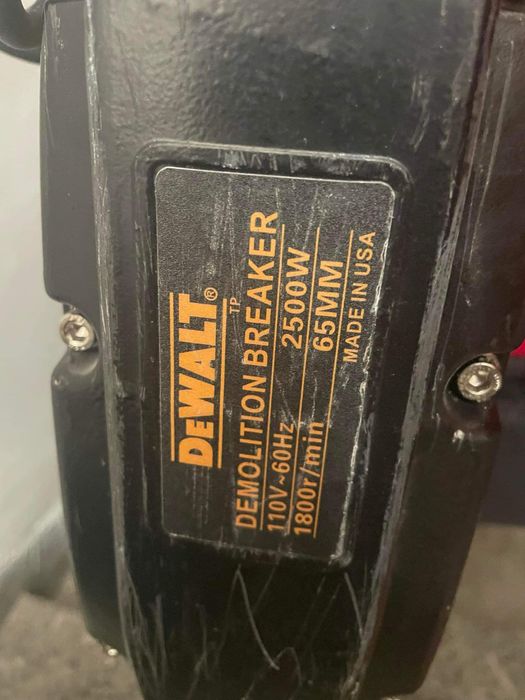 DEWALT®
TP
DEMOLITION BREAKER
110V~60Hz 2500W
1800r/min 65MM
MADE IN USA